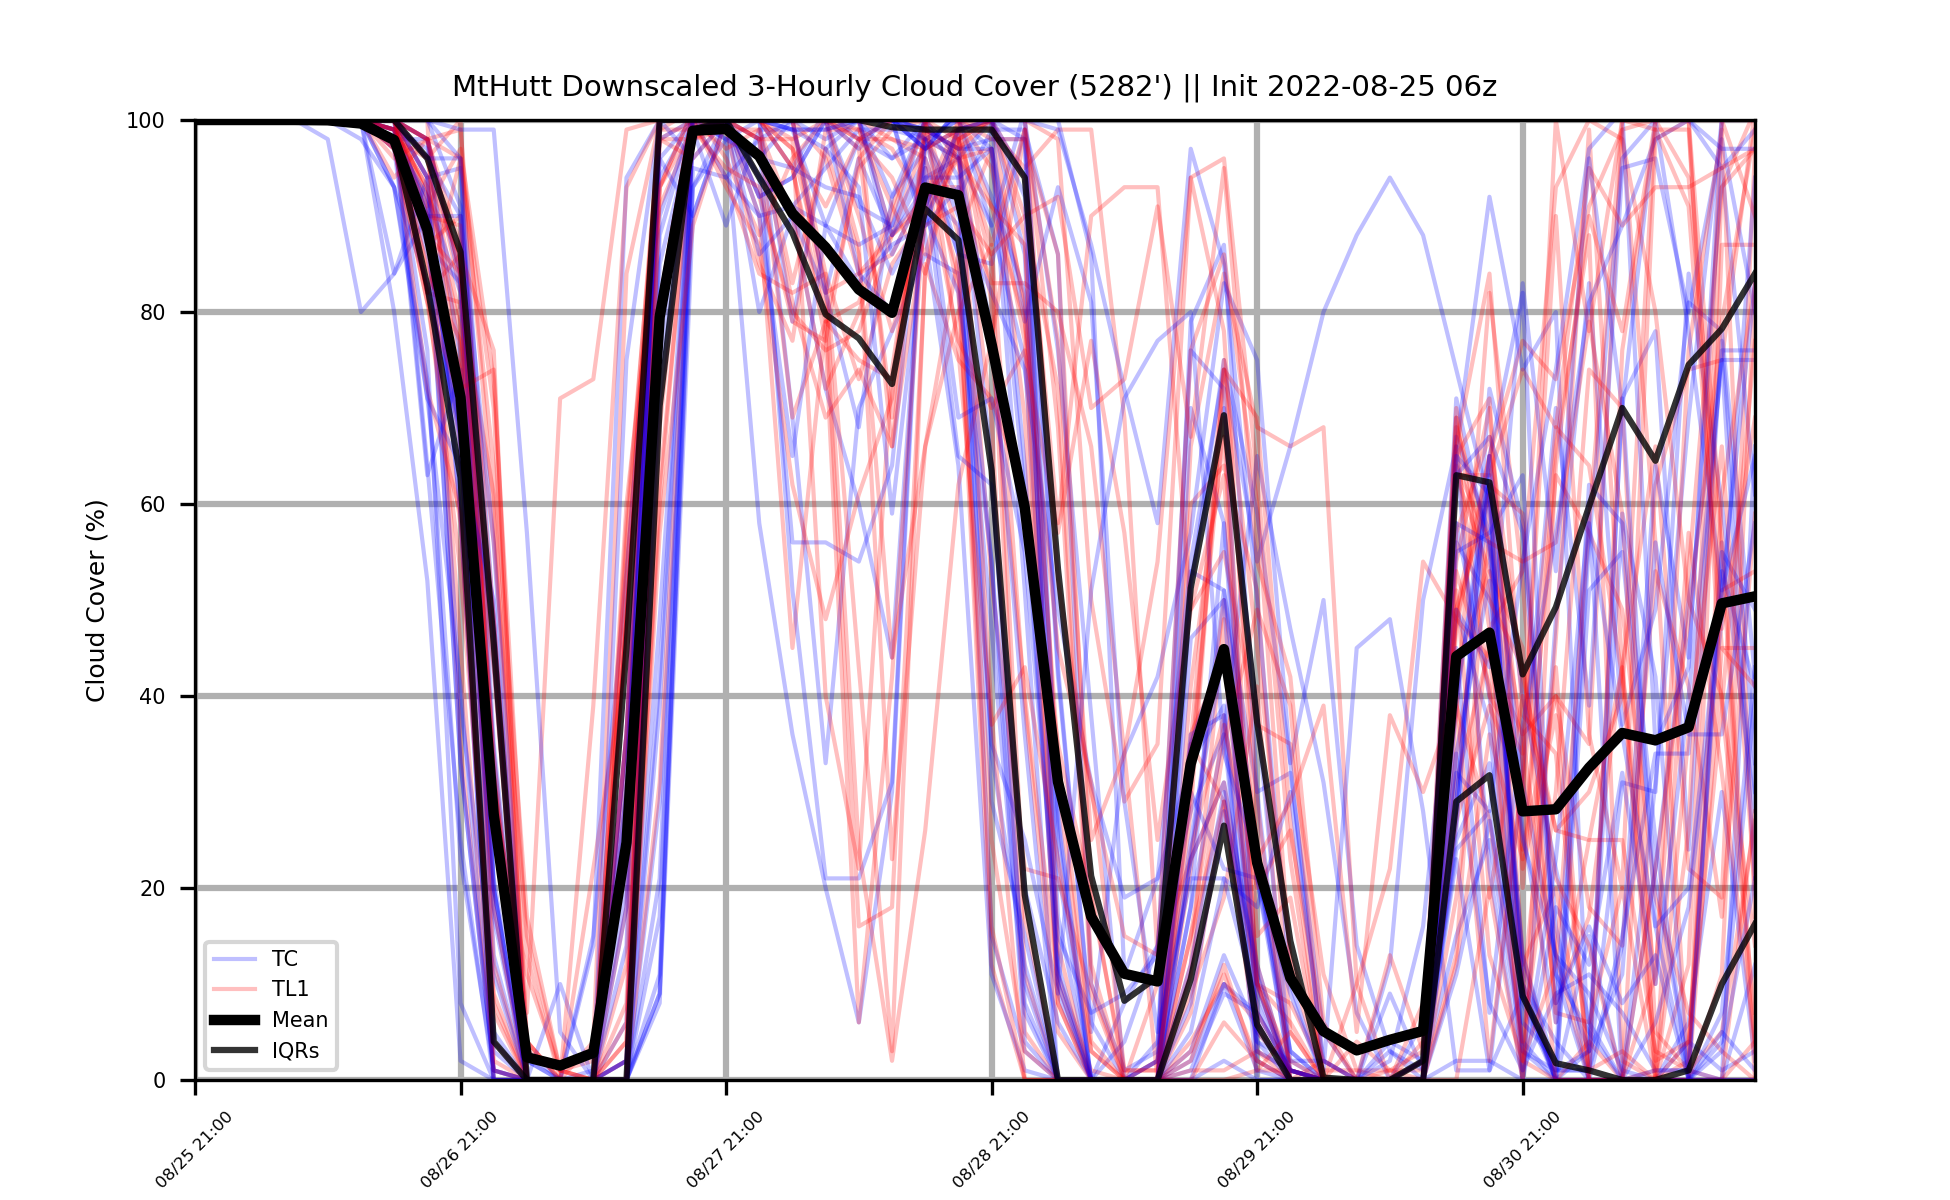 MtHutt Downscaled 3-Hourly Cloud Cover (5282') || Init 2022-08-25 06z
Cloud Cover (%)
100
80
60
40
20
0
TC
TL1
Mean
IQRs
08/25 21:00
08/26 21:00
08/27 21:00
08/28 21:00
08/29 21:00
08/30 21:00